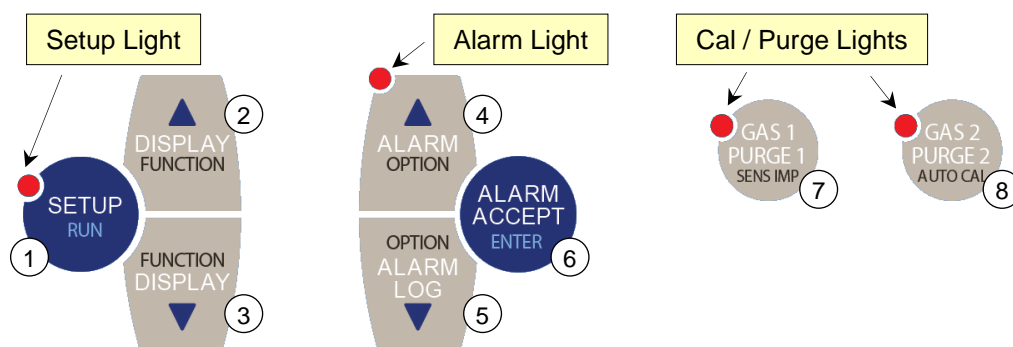 Setup Light
Alarm Light
Cal / Purge Lights
SETUP
RUN
1
DISPLAY
FUNCTION
2
FUNCTION
DISPLAY
3
ALARM
OPTION
4
OPTION
ALARM
LOG
5
ALARM
ACCEPT
ENTER
6
GAS 1
PURGE 1
SENS IMP
7
GAS 2
PURGE 2
AUTO CAL
8